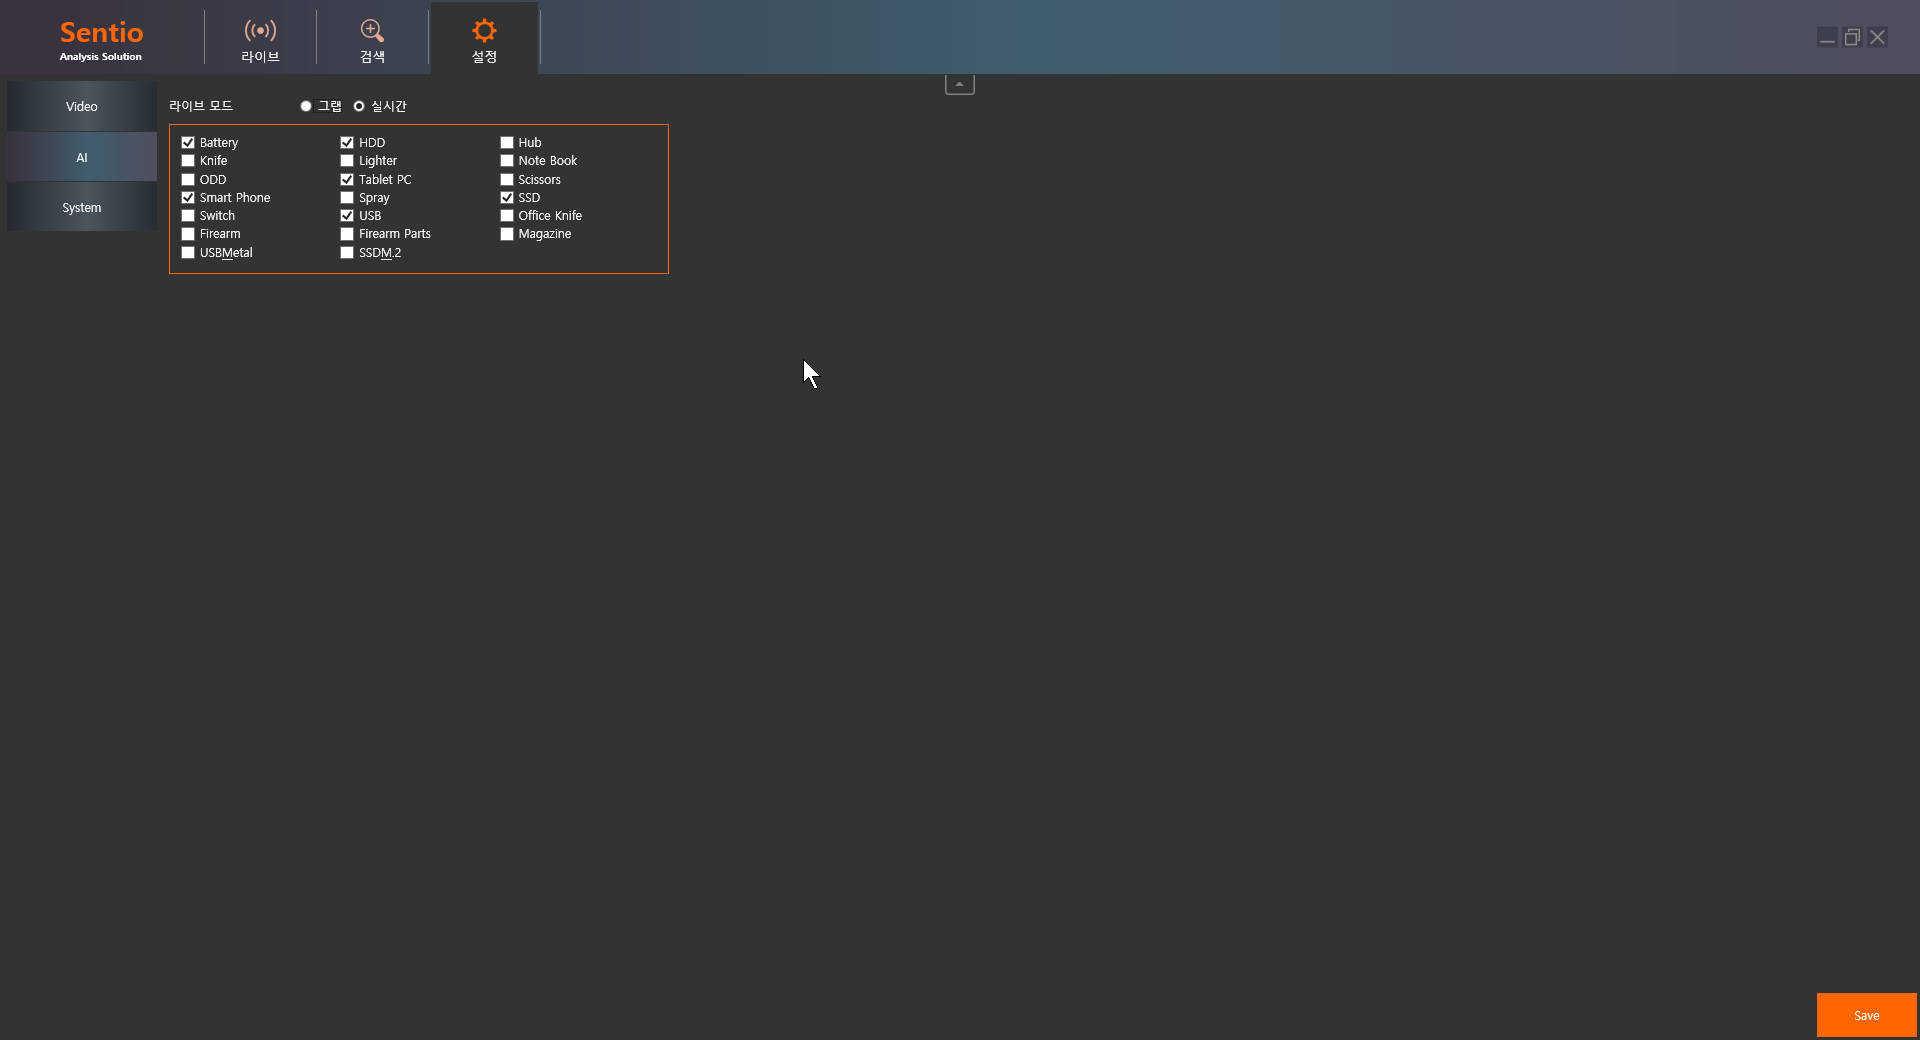 Sentio
Analysis Solution
라이브
검색
설정
Video
AI
System
라이브 모드 그랩 실시간
Battery HDD Hub
Knife Lighter Note Book
ODD Tablet PC Scissors
Smart Phone Spray SSD
Switch USB Office Knife
Firearm Firearm Parts Magazine
USBMetal SSDM.2
Save